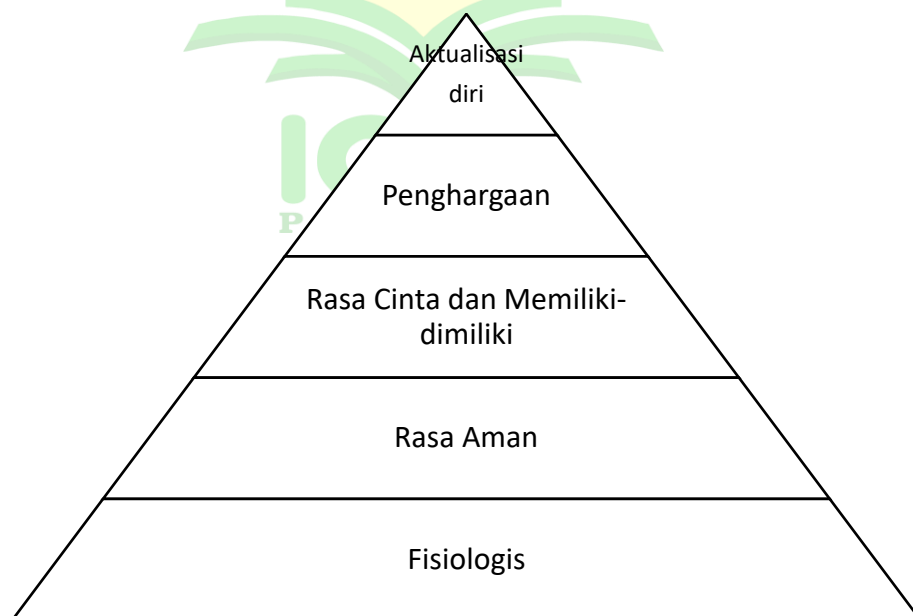 Aktualisasi
diri
Penghargaan
Rasa Cinta dan Memiliki-
dimiliki
Rasa Aman
Fisiologis